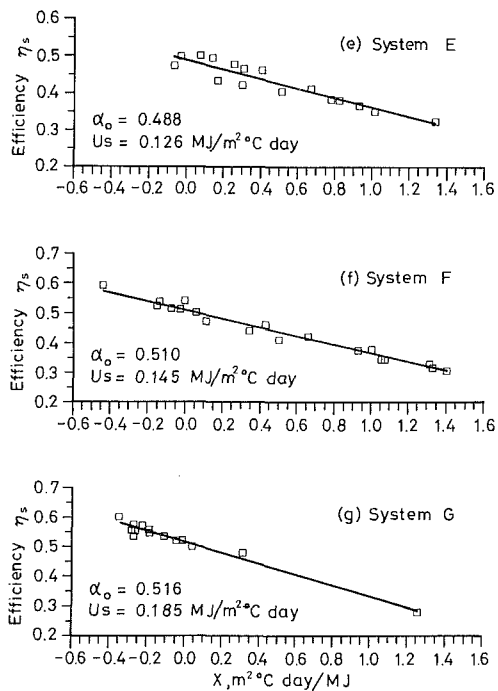 0.6
0.5
0.4
0.3
0.2
Efficiency ηs
(e) System E
αo = 0.488
Us = 0.126 MJ/m²°C day
-0.6 -0.4 -0.2 0.0 0.2 0.4 0.6 0.8 1.0 1.2 1.4 1.6
0.7
0.6
0.5
0.4
0.3
0.2
Efficiency ηs
(f) System F
αo = 0.510
Us = 0.145 MJ/m²°C day
-0.6 -0.4 -0.2 0.0 0.2 0.4 0.6 0.8 1.0 1.2 1.4 1.6
0.7
0.6
0.5
0.4
0.3
0.2
Efficiency ηs
(g) System G
αo = 0.516
Us = 0.185 MJ/m²°C day
-0.6 -0.4 -0.2 0.0 0.2 0.4 0.6 0.8 1.0 1.2 1.4 1.6
X, m²°C day/MJ